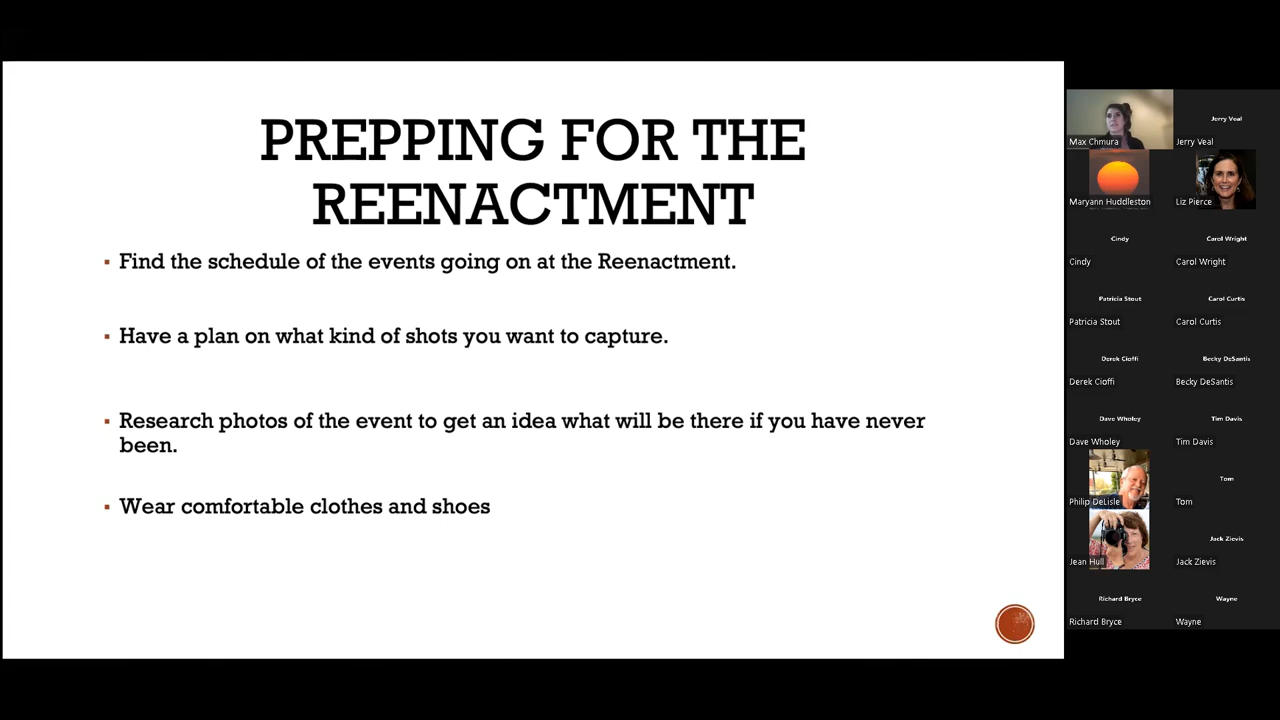 PREPPING FOR THE
REENACTMENT
▪ Find the schedule of the events going on at the Reenactment.
▪ Have a plan on what kind of shots you want to capture.
▪ Research photos of the event to get an idea what will be there if you have never
been.
▪ Wear comfortable clothes and shoes
Max Chmura
Jerry Veal
Jerry Veal
Maryann Huddleston
Liz Pierce
Cindy
Cindy
Carol Wright
Carol Wright
Patricia Stout
Patricia Stout
Carol Curtis
Carol Curtis
Derek Cioffi
Derek Cioffi
Becky DeSantis
Becky DeSantis
Dave Wholey
Dave Wholey
Tim Davis
Tim Davis
Philip DeLisle
Tom
Tom
Jean Hull
Jack Zievis
Jack Zievis
Richard Bryce
Richard Bryce
Wayne
Wayne